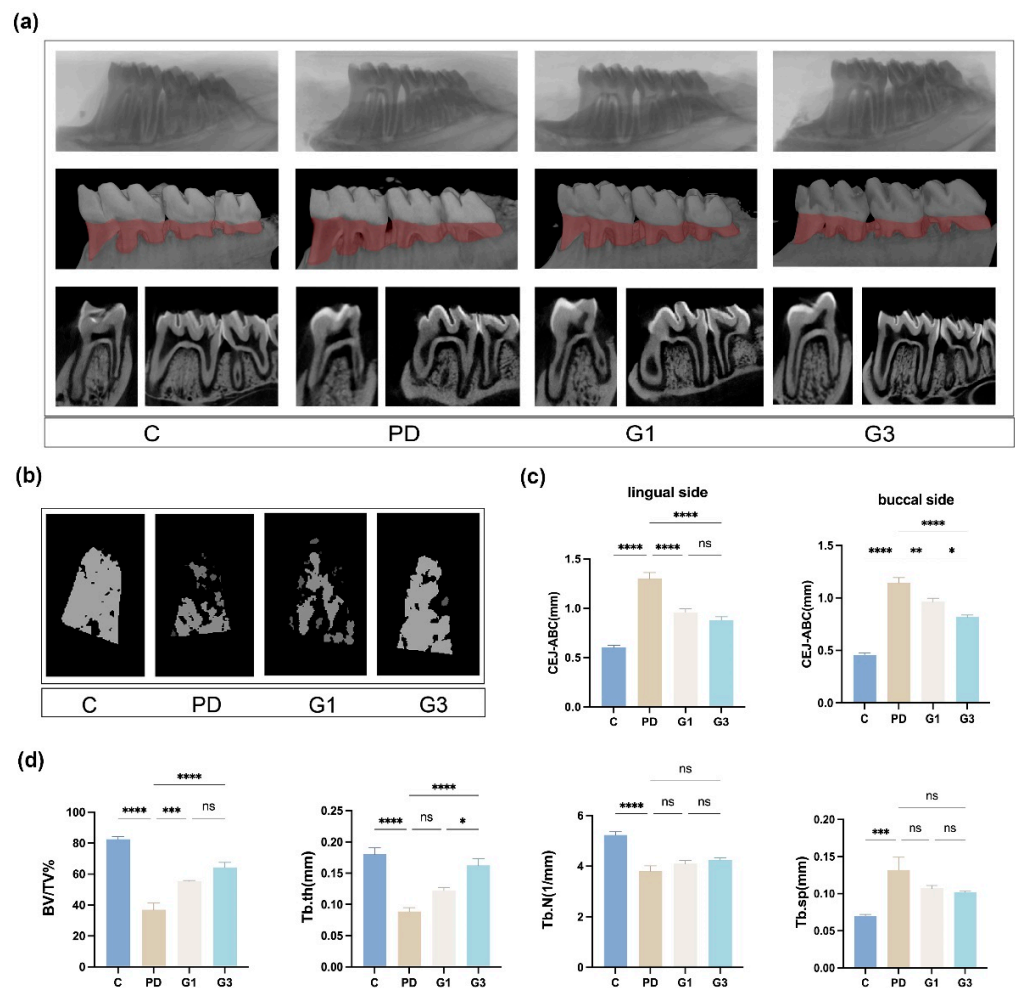 (a)
C PD G1 G3
(b)
C PD G1 G3
(c)
lingual side
****
**** **** ns
CEJ-ABC(mm)
1.5
1.0
0.5
0.0
C PD G1 G3
buccal side
****
**** ** *
CEJ-ABC(mm)
1.5
1.0
0.5
0.0
C PD G1 G3
(d)
****
**** *** ns
BV/TV%
100
80
60
40
20
0
C PD G1 G3
****
**** ns *
Tb.th(mm)
0.25
0.20
0.15
0.10
0.05
0.00
C PD G1 G3
ns
**** ns ns
Tb.N(1/mm)
6
4
2
0
C PD G1 G3
ns
*** ns ns
Tb.sp(mm)
0.20
0.15
0.10
0.05
0.00
C PD G1 G3